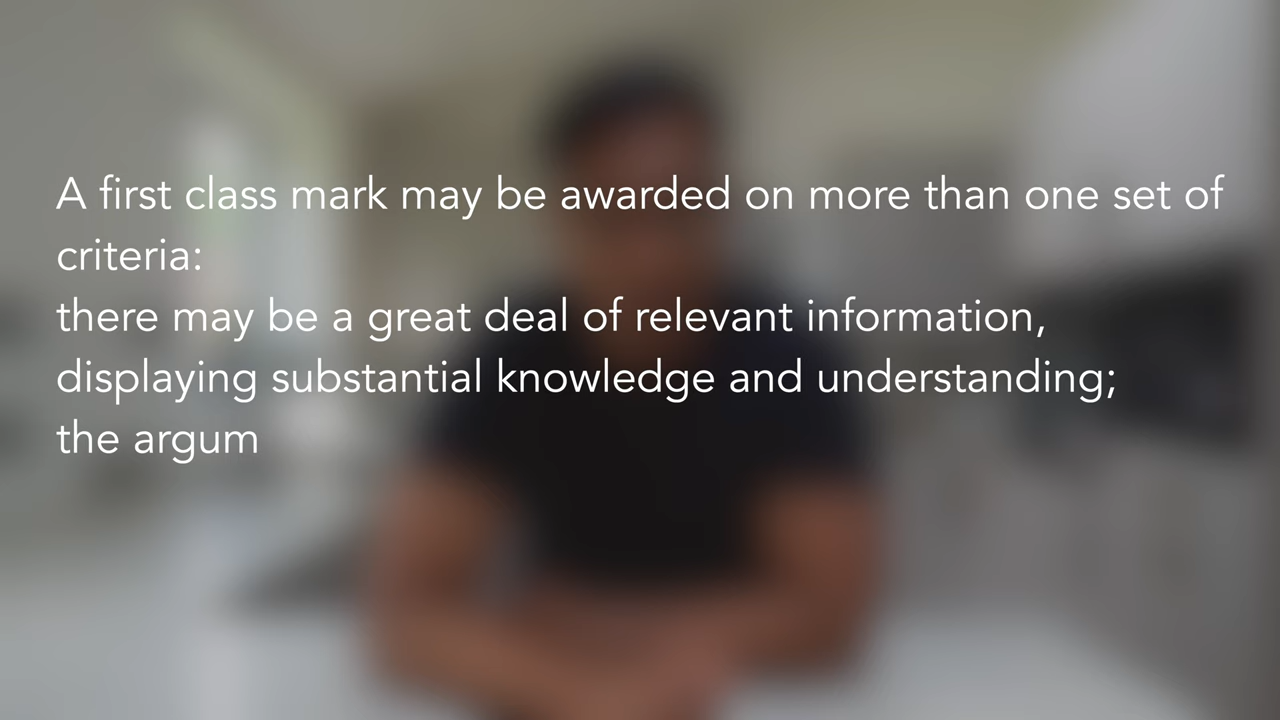 A first class mark may be awarded on more than one set of
criteria:
there may be a great deal of relevant information,
displaying substantial knowledge and understanding;
the argum